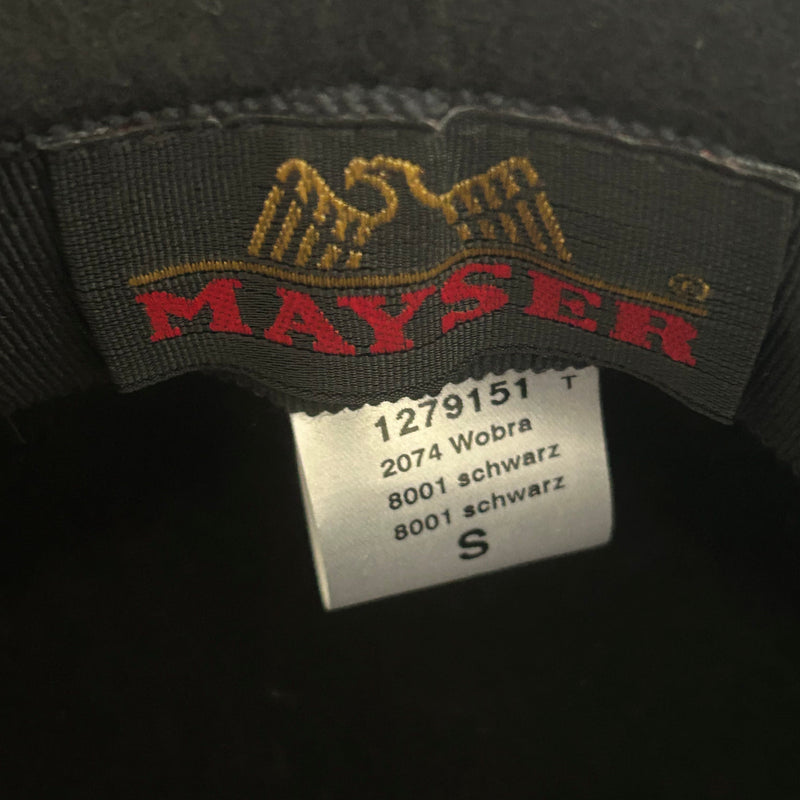 ®
MAYSER
1279151 T
2074 Wobra
8001 schwarz
8001 schwarz
S